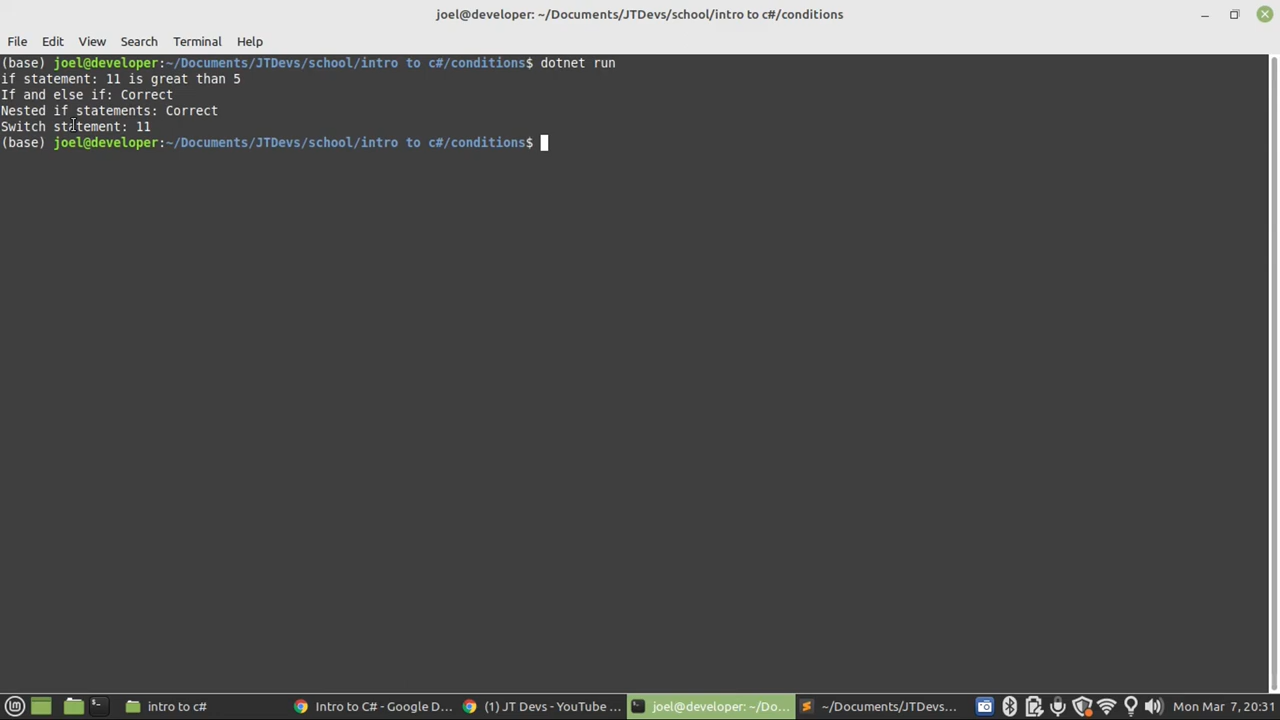 joel@developer: ~/Documents/JTDevs/school/intro to c#/conditions
File Edit View Search Terminal Help
(base) joel@developer:~/Documents/JTDevs/school/intro to c#/conditions$ dotnet run
if statement: 11 is great than 5
If and else if: Correct
Nested if statements: Correct
Switch statement: 11
(base) joel@developer:~/Documents/JTDevs/school/intro to c#/conditions$
intro to c# Intro to C# - Google D... (1) JT Devs - YouTube ... joel@developer: ~/Do... ~/Documents/JTDevs... Mon Mar 7, 20:31